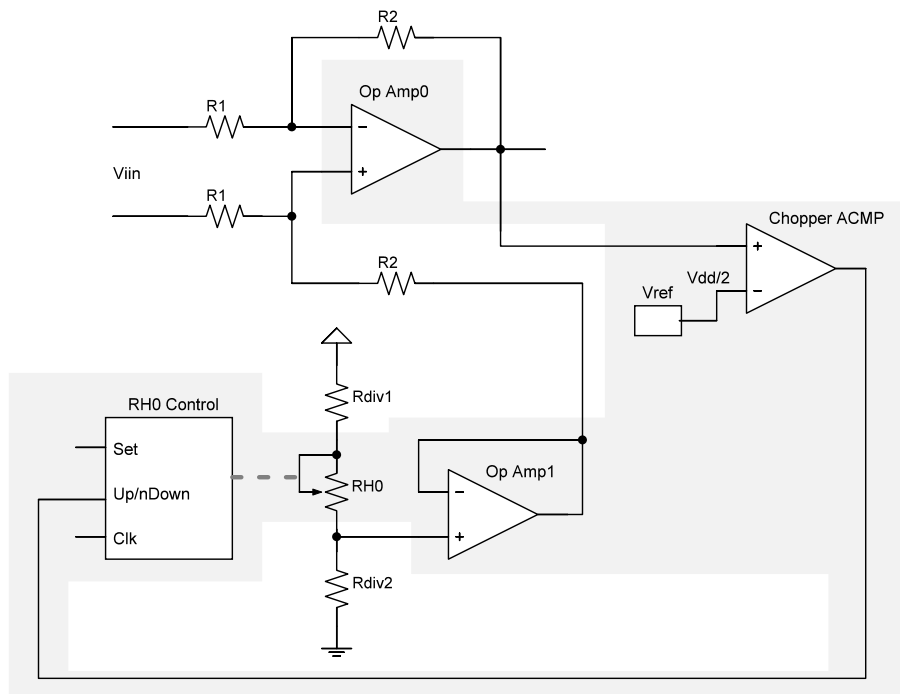 R2
Op Amp0
R1
−
+
Viin
R1
Chopper ACMP
R2
+
Vdd/2
−
Vref
Rdiv1
RH0 Control
Set
Op Amp1
RH0
Up/nDown
−
Clk
+
Rdiv2